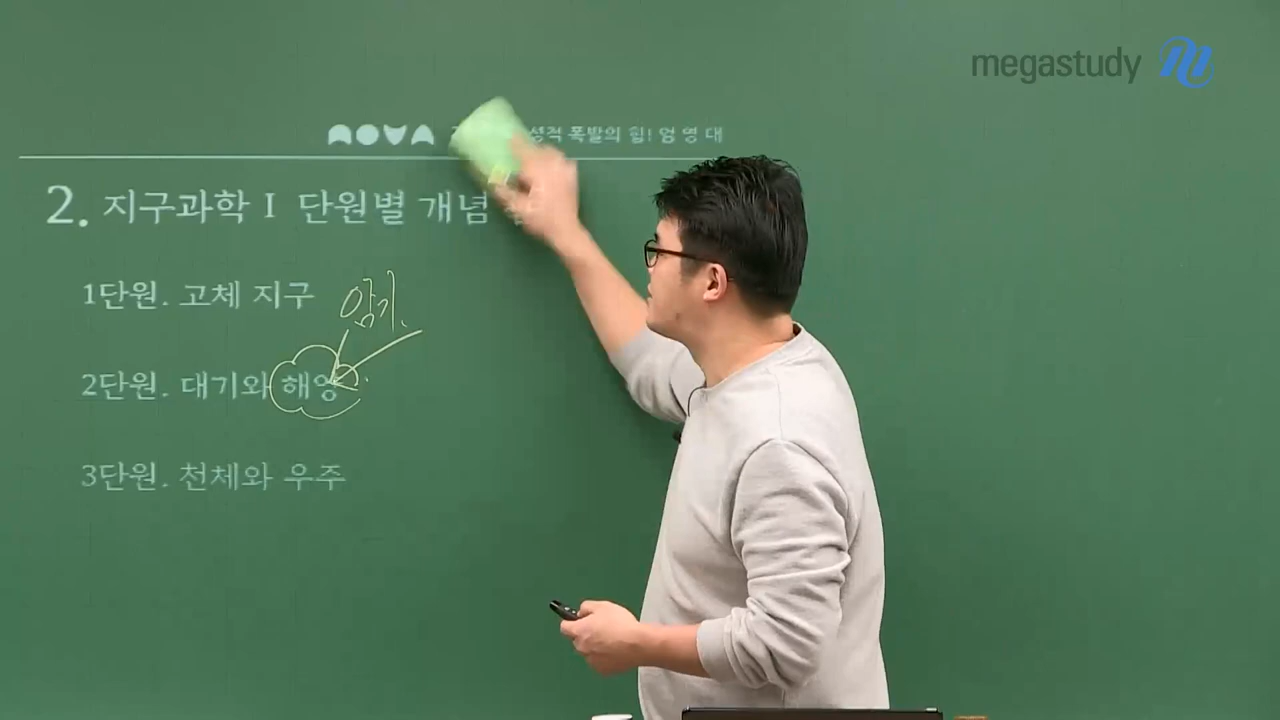 megastudy
NOVA 성적 폭발의 힘! 엄영대
2. 지구과학 I 단원별 개념
1단원. 고체 지구
암기.
2단원. 대기와 해양
3단원. 천체와 우주